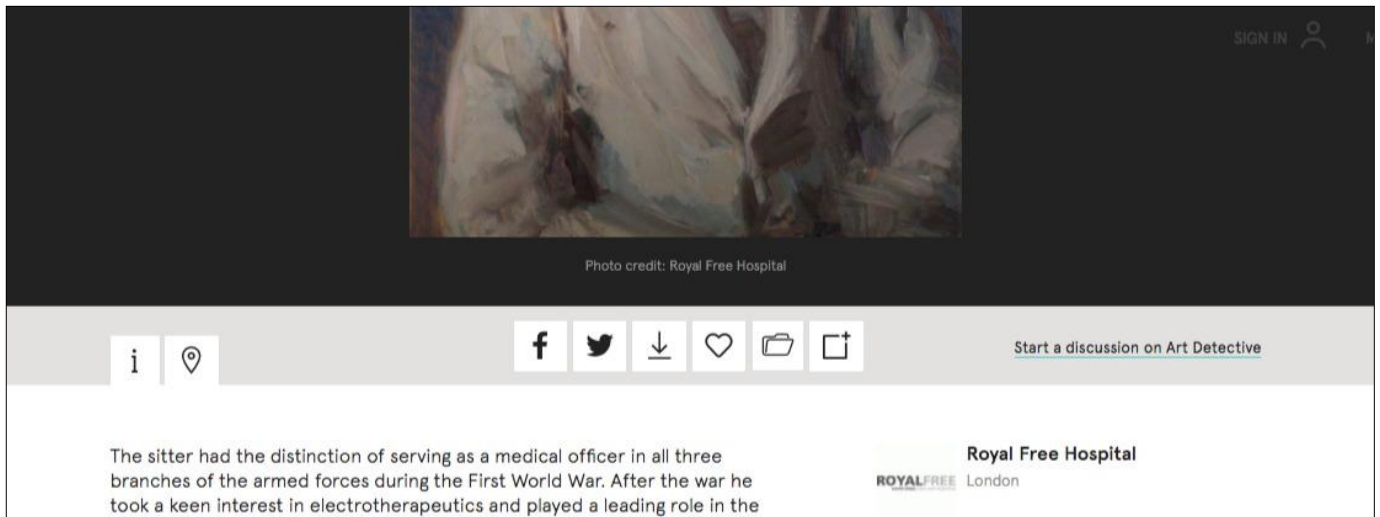 SIGN IN
Photo credit: Royal Free Hospital
Start a discussion on Art Detective
The sitter had the distinction of serving as a medical officer in all three
branches of the armed forces during the First World War. After the war he
took a keen interest in electrotherapeutics and played a leading role in the
Royal Free Hospital
ROYALFREE London